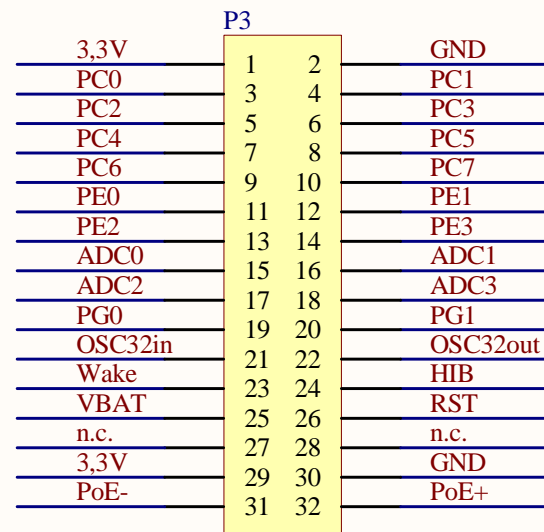 P3
3,3V 1 2 GND
PC0 3 4 PC1
PC2 5 6 PC3
PC4 7 8 PC5
PC6 9 10 PC7
PE0 11 12 PE1
PE2 13 14 PE3
ADC0 15 16 ADC1
ADC2 17 18 ADC3
PG0 19 20 PG1
OSC32in 21 22 OSC32out
Wake 23 24 HIB
VBAT 25 26 RST
n.c. 27 28 n.c.
3,3V 29 30 GND
PoE- 31 32 PoE+